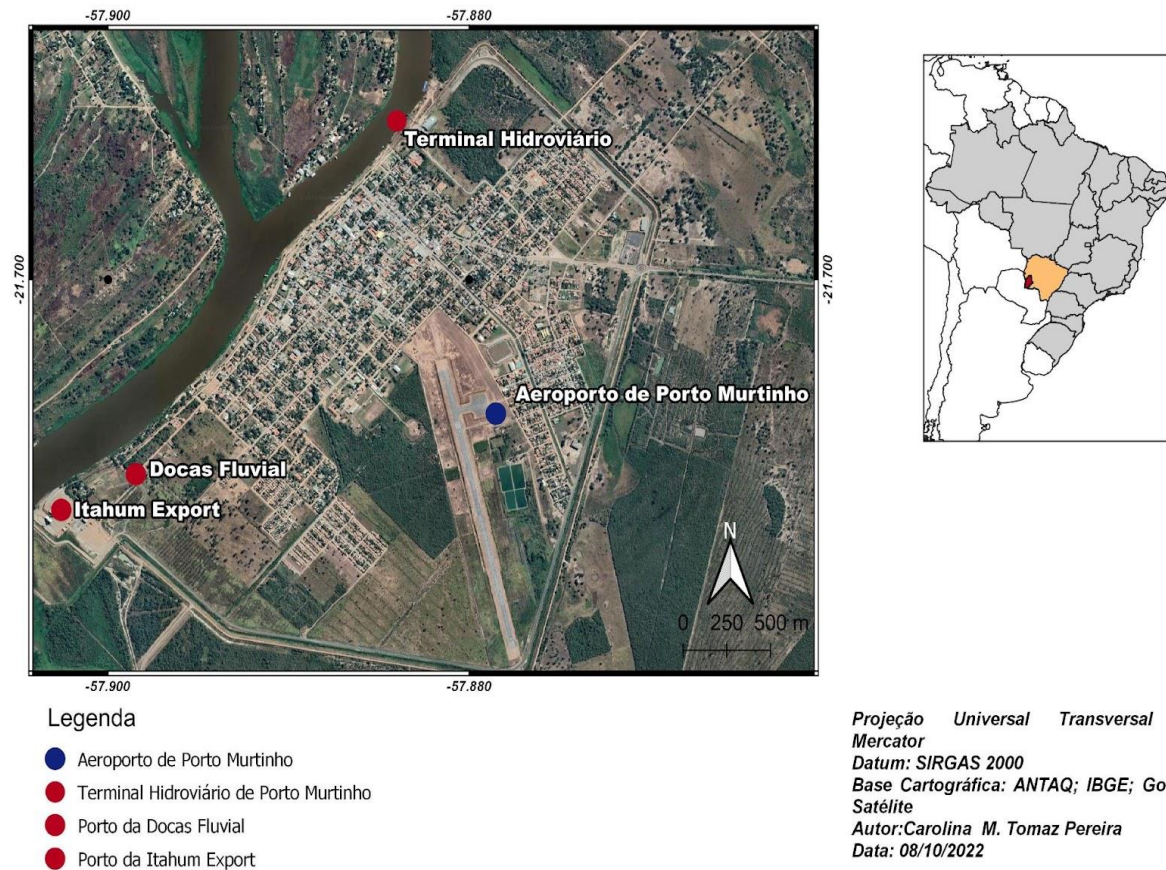 -57.900 -57.880
Terminal Hidroviário
-21.700 -21.700
Aeroporto de Porto Murtinho
Docas Fluvial
Itahum Export
N
0 250 500 m
-57.900 -57.880
Legenda
Aeroporto de Porto Murtinho
Terminal Hidroviário de Porto Murtinho
Porto da Docas Fluvial
Porto da Itahum Export
Projeção Universal Transversal
Mercator
Datum: SIRGAS 2000
Base Cartográfica: ANTAQ; IBGE; Go
Satélite
Autor:Carolina M. Tomaz Pereira
Data: 08/10/2022